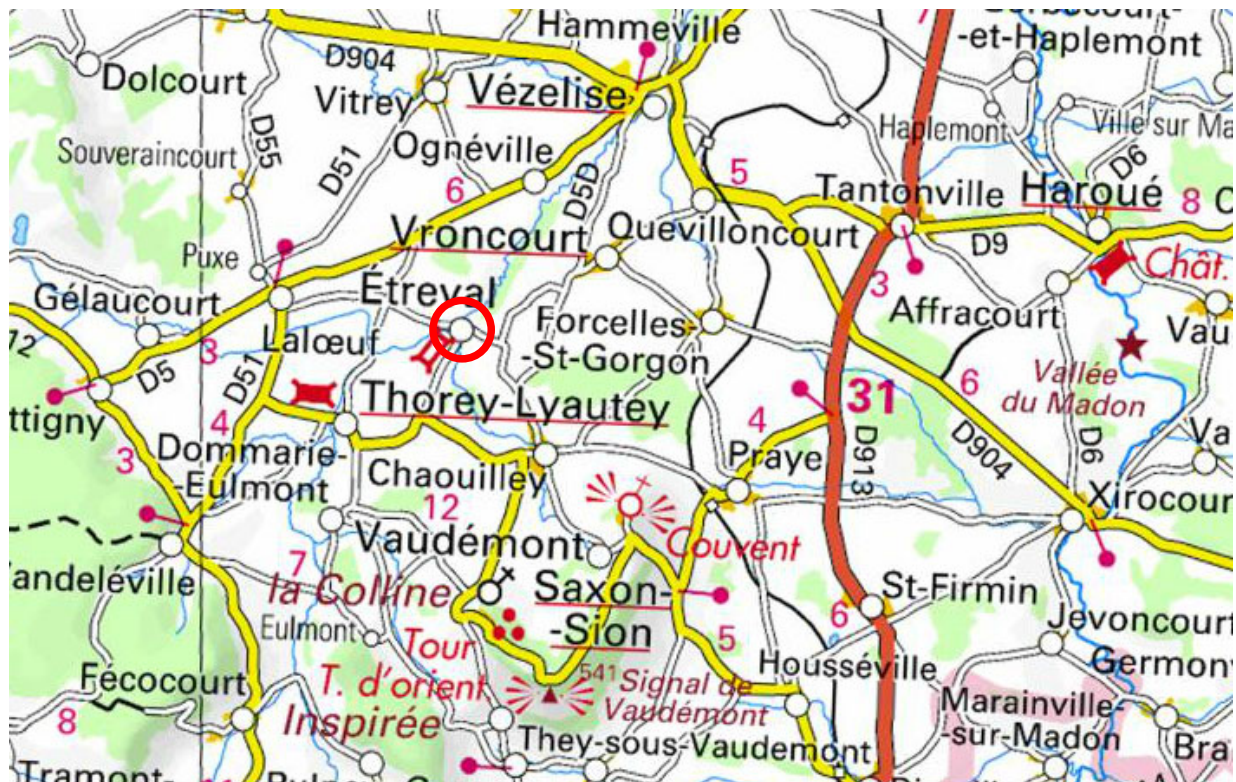 Hammeville
-et-Haplemont
D904
Dolcourt
Vitrey
Vézelise
Haplemont
Ville sur Ma
Souveraincourt
D55
D51
Ognéville
D5D
D6
6
5
Tantonville
Haroué
8
Vroncourt
Quevilloncourt
D9
Puxe
Chât.
Étreval
3
Gélaucourt
Affracourt
Forcelles-
-St-Gorgon
Vau
72
Lalœuf
3
D5
D51
Vallée
du Madon
6
31
Thorey-Lyautey
4
ttigny
4
D913
D904
D6
Va
3
Dommarie-
-Eulmont
Chaouilley
Praye
12
Xirocour
Vaudémont
Couvent
andeléville
7
la Colline
Saxon-
-Sion
St-Firmin
6
Eulmont
5
Jevoncourt
Tour
T. d'orient
Inspirée
Housséville
Germonv
Fécocourt
541
Signal de
Vaudémont
Marainville-
-sur-Madon
8
They-sous-Vaudemont
Bra
Tramont-